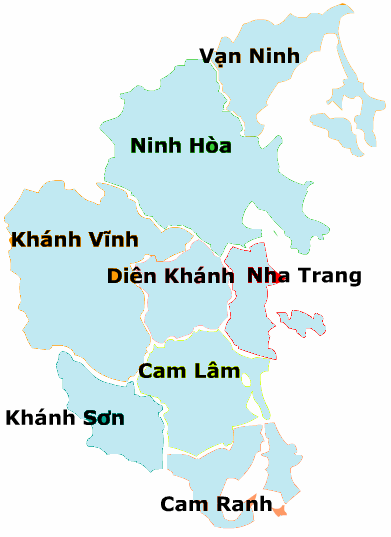 Vạn Ninh
Ninh Hòa
Khánh Vĩnh
Diên Khánh
Nha Trang
Cam Lâm
Khánh Sơn
Cam Ranh